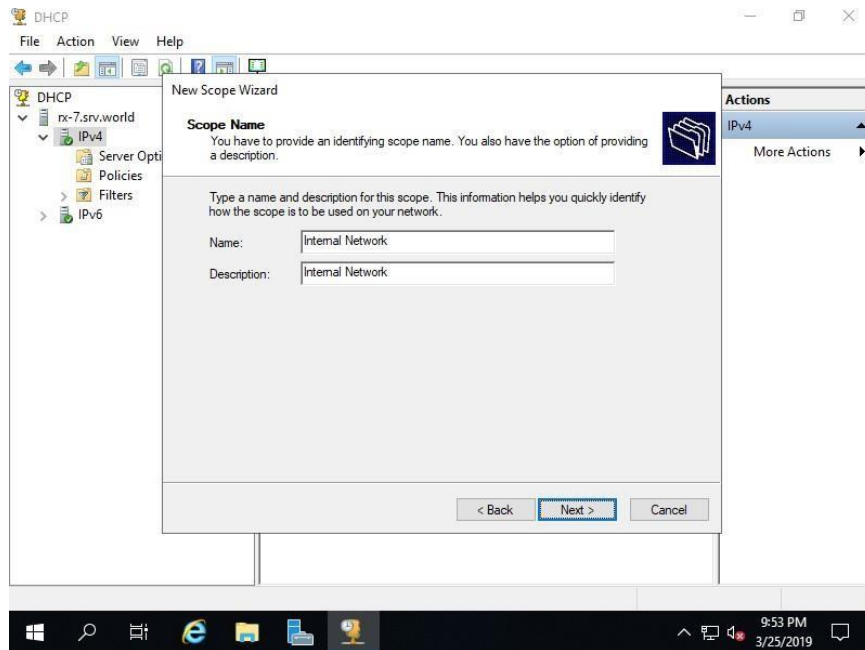 DHCP
File Action View Help
DHCP
rx-7.srv.world
IPv4
Server Opti
Policies
Filters
IPv6
New Scope Wizard
Scope Name
You have to provide an identifying scope name. You also have the option of providing
a description.
Type a name and description for this scope. This information helps you quickly identify
how the scope is to be used on your network.
Name: Internal Network
Description: Internal Network
< Back Next > Cancel
Actions
IPv4
More Actions
9:53 PM
3/25/2019